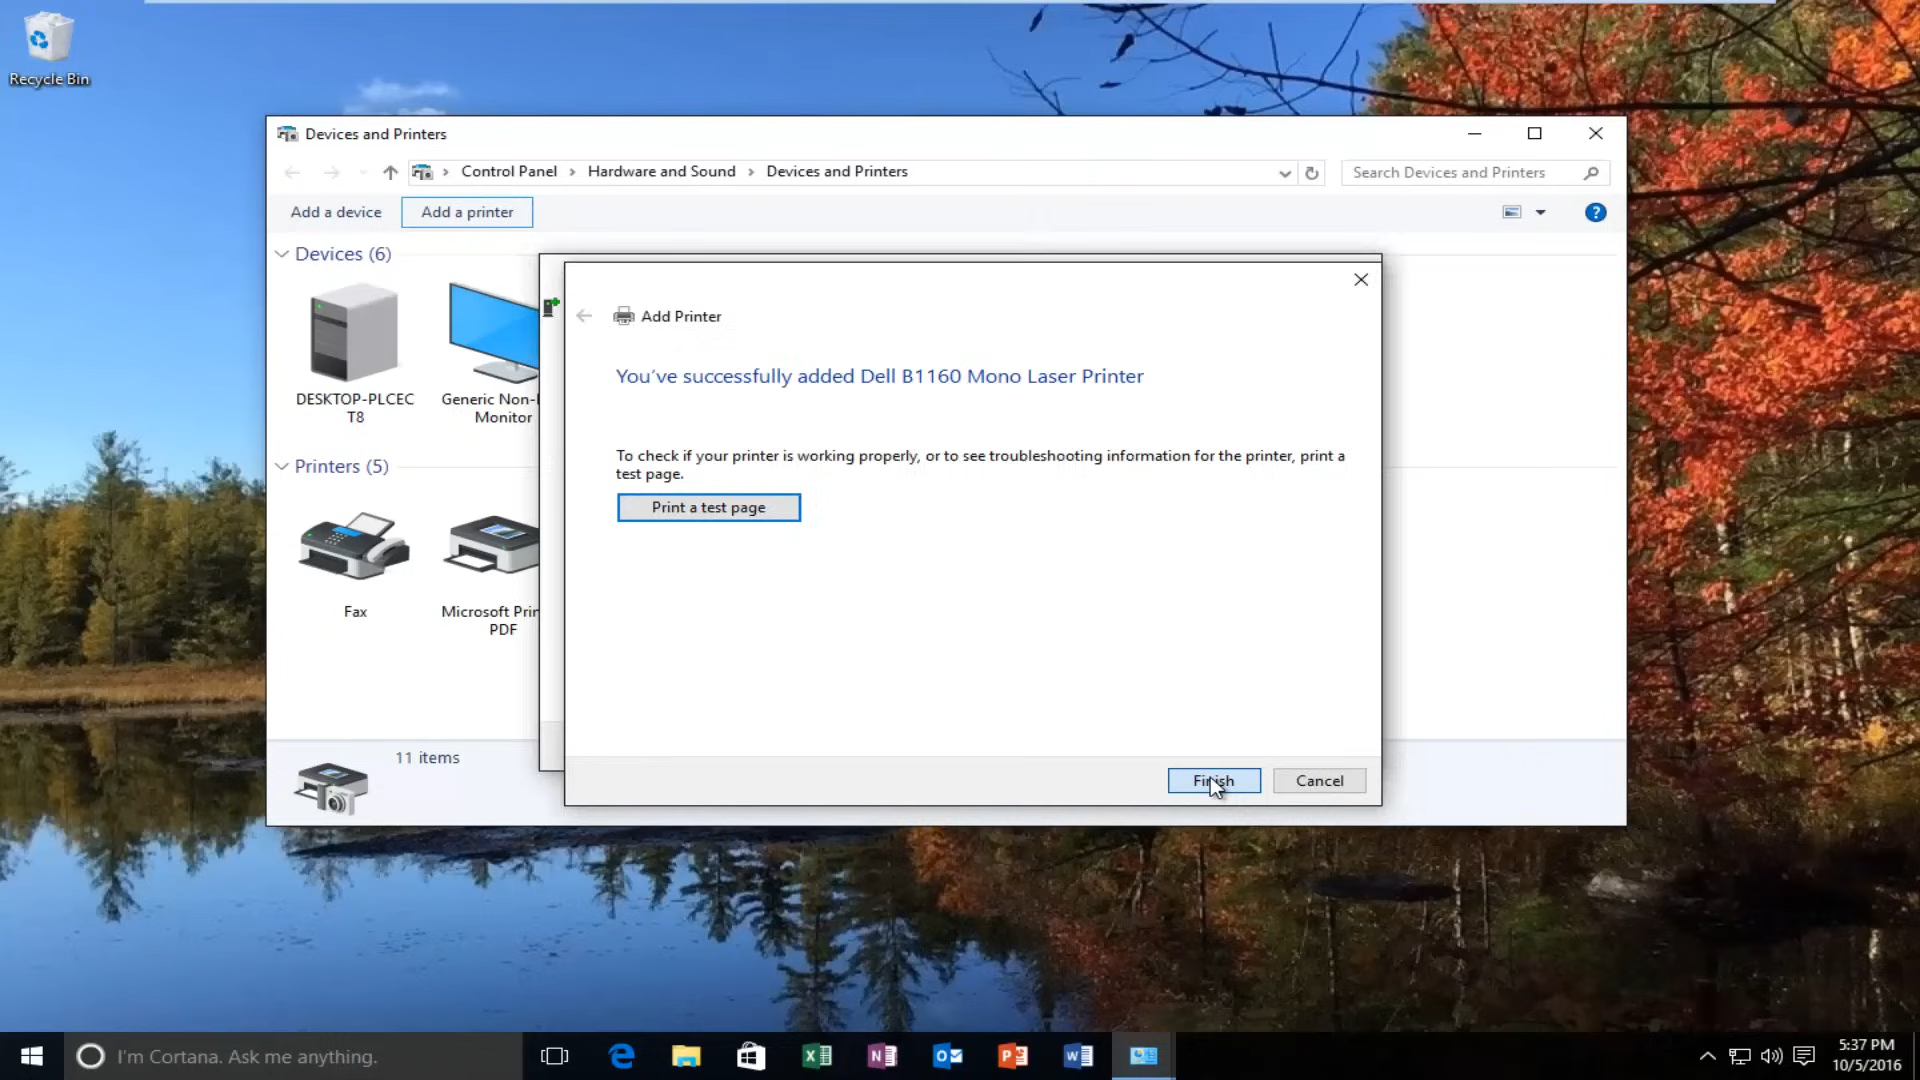 Recycle Bin
Devices and Printers
Control Panel
Hardware and Sound
Devices and Printers
Search Devices and Printers
Add a device
Add a printer
?
Devices (6)
DESKTOP-PLCEC
T8
Generic Non-
Monitor
Printers (5)
Fax
Microsoft Prin
PDF
11 items
Add Printer
You've successfully added Dell B1160 Mono Laser Printer
To check if your printer is working properly, or to see troubleshooting information for the printer, print a
test page.
Print a test page
Finish
Cancel
I'm Cortana. Ask me anything.
5:37 PM
10/5/2016